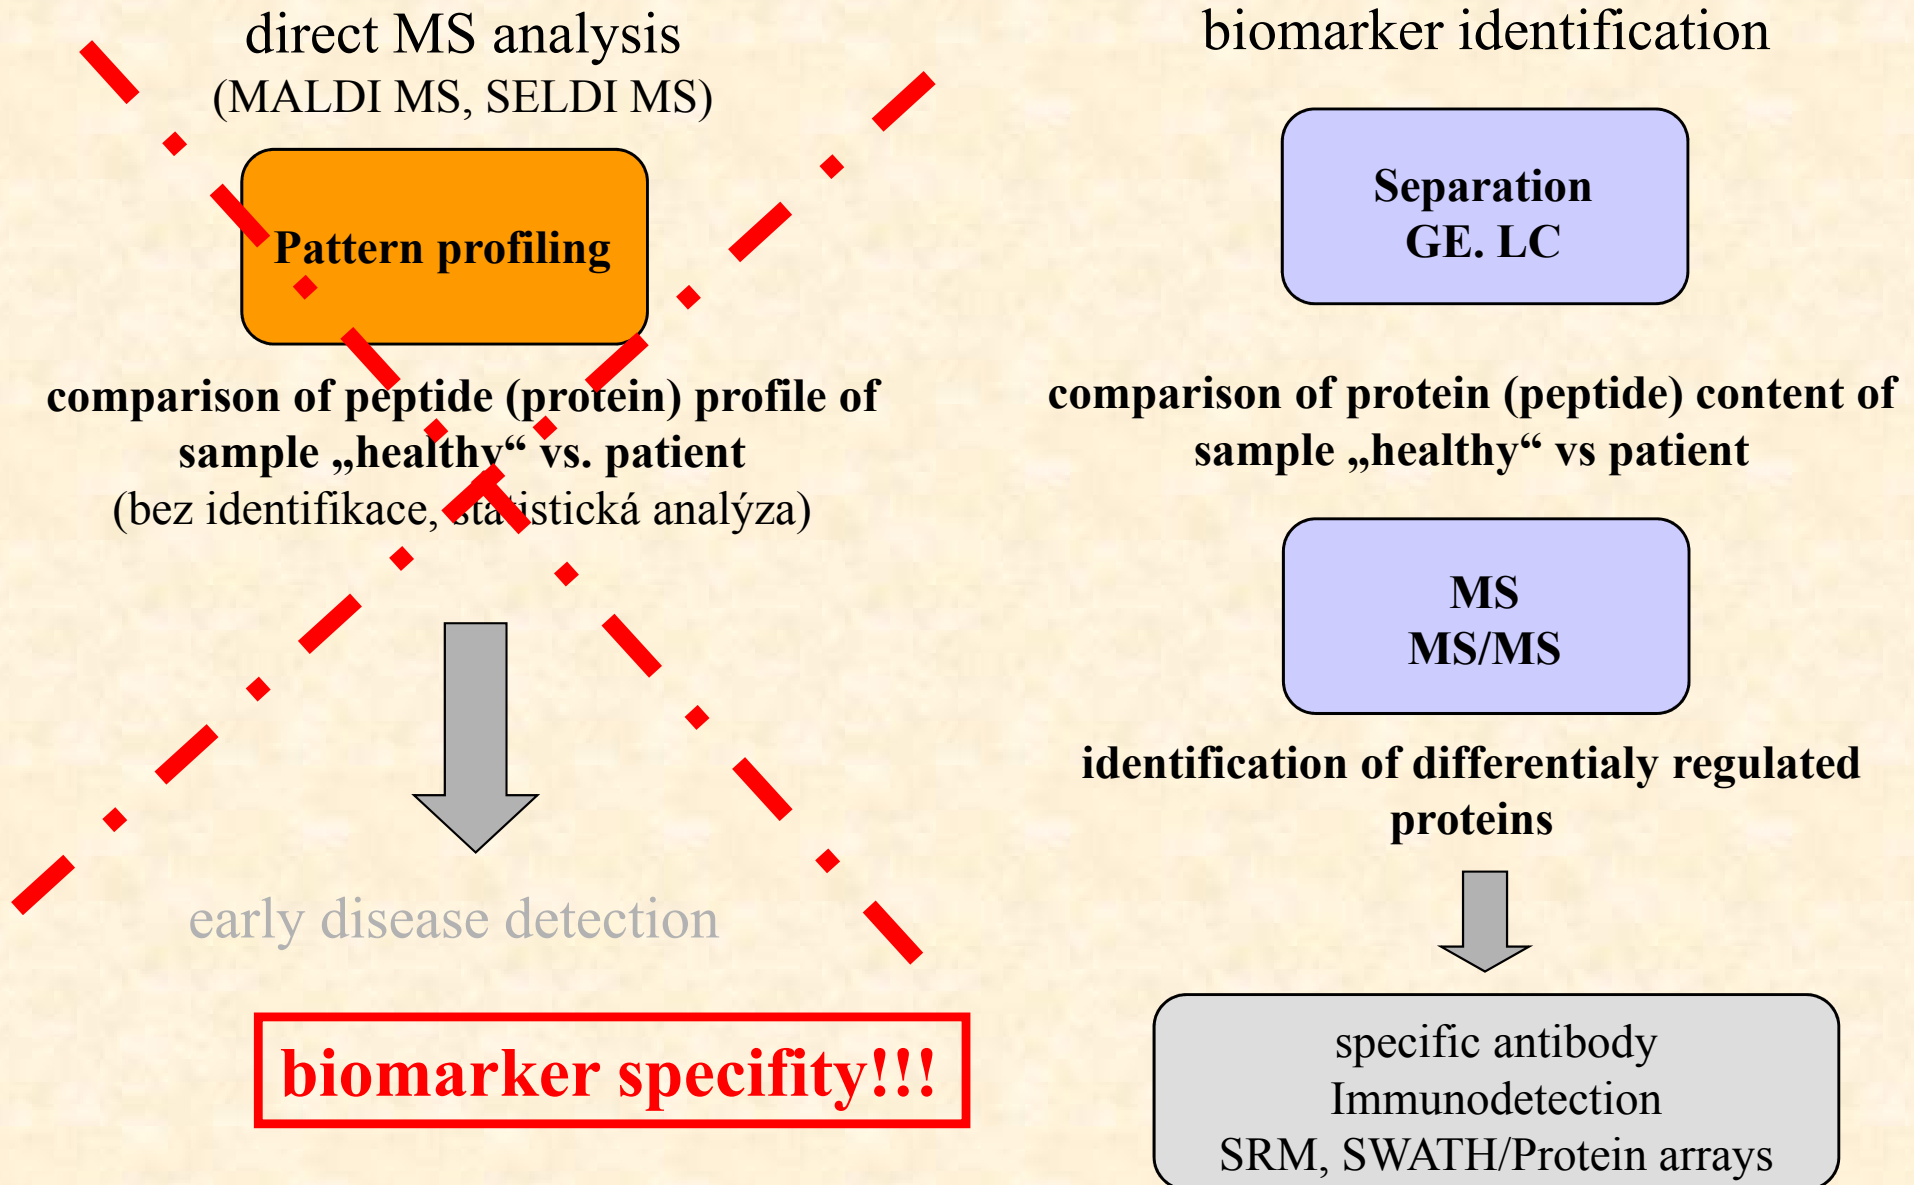 direct MS analysis
(MALDI MS, SELDI MS)
Pattern profiling
comparison of peptide (protein) profile of
sample „healthy“ vs. patient
(bez identifikace, statistická analýza)
early disease detection
biomarker specifity!!!
biomarker identification
Separation
GE. LC
comparison of protein (peptide) content of
sample „healthy“ vs patient
MS
MS/MS
identification of differentialy regulated
proteins
specific antibody
Immunodetection
SRM, SWATH/Protein arrays